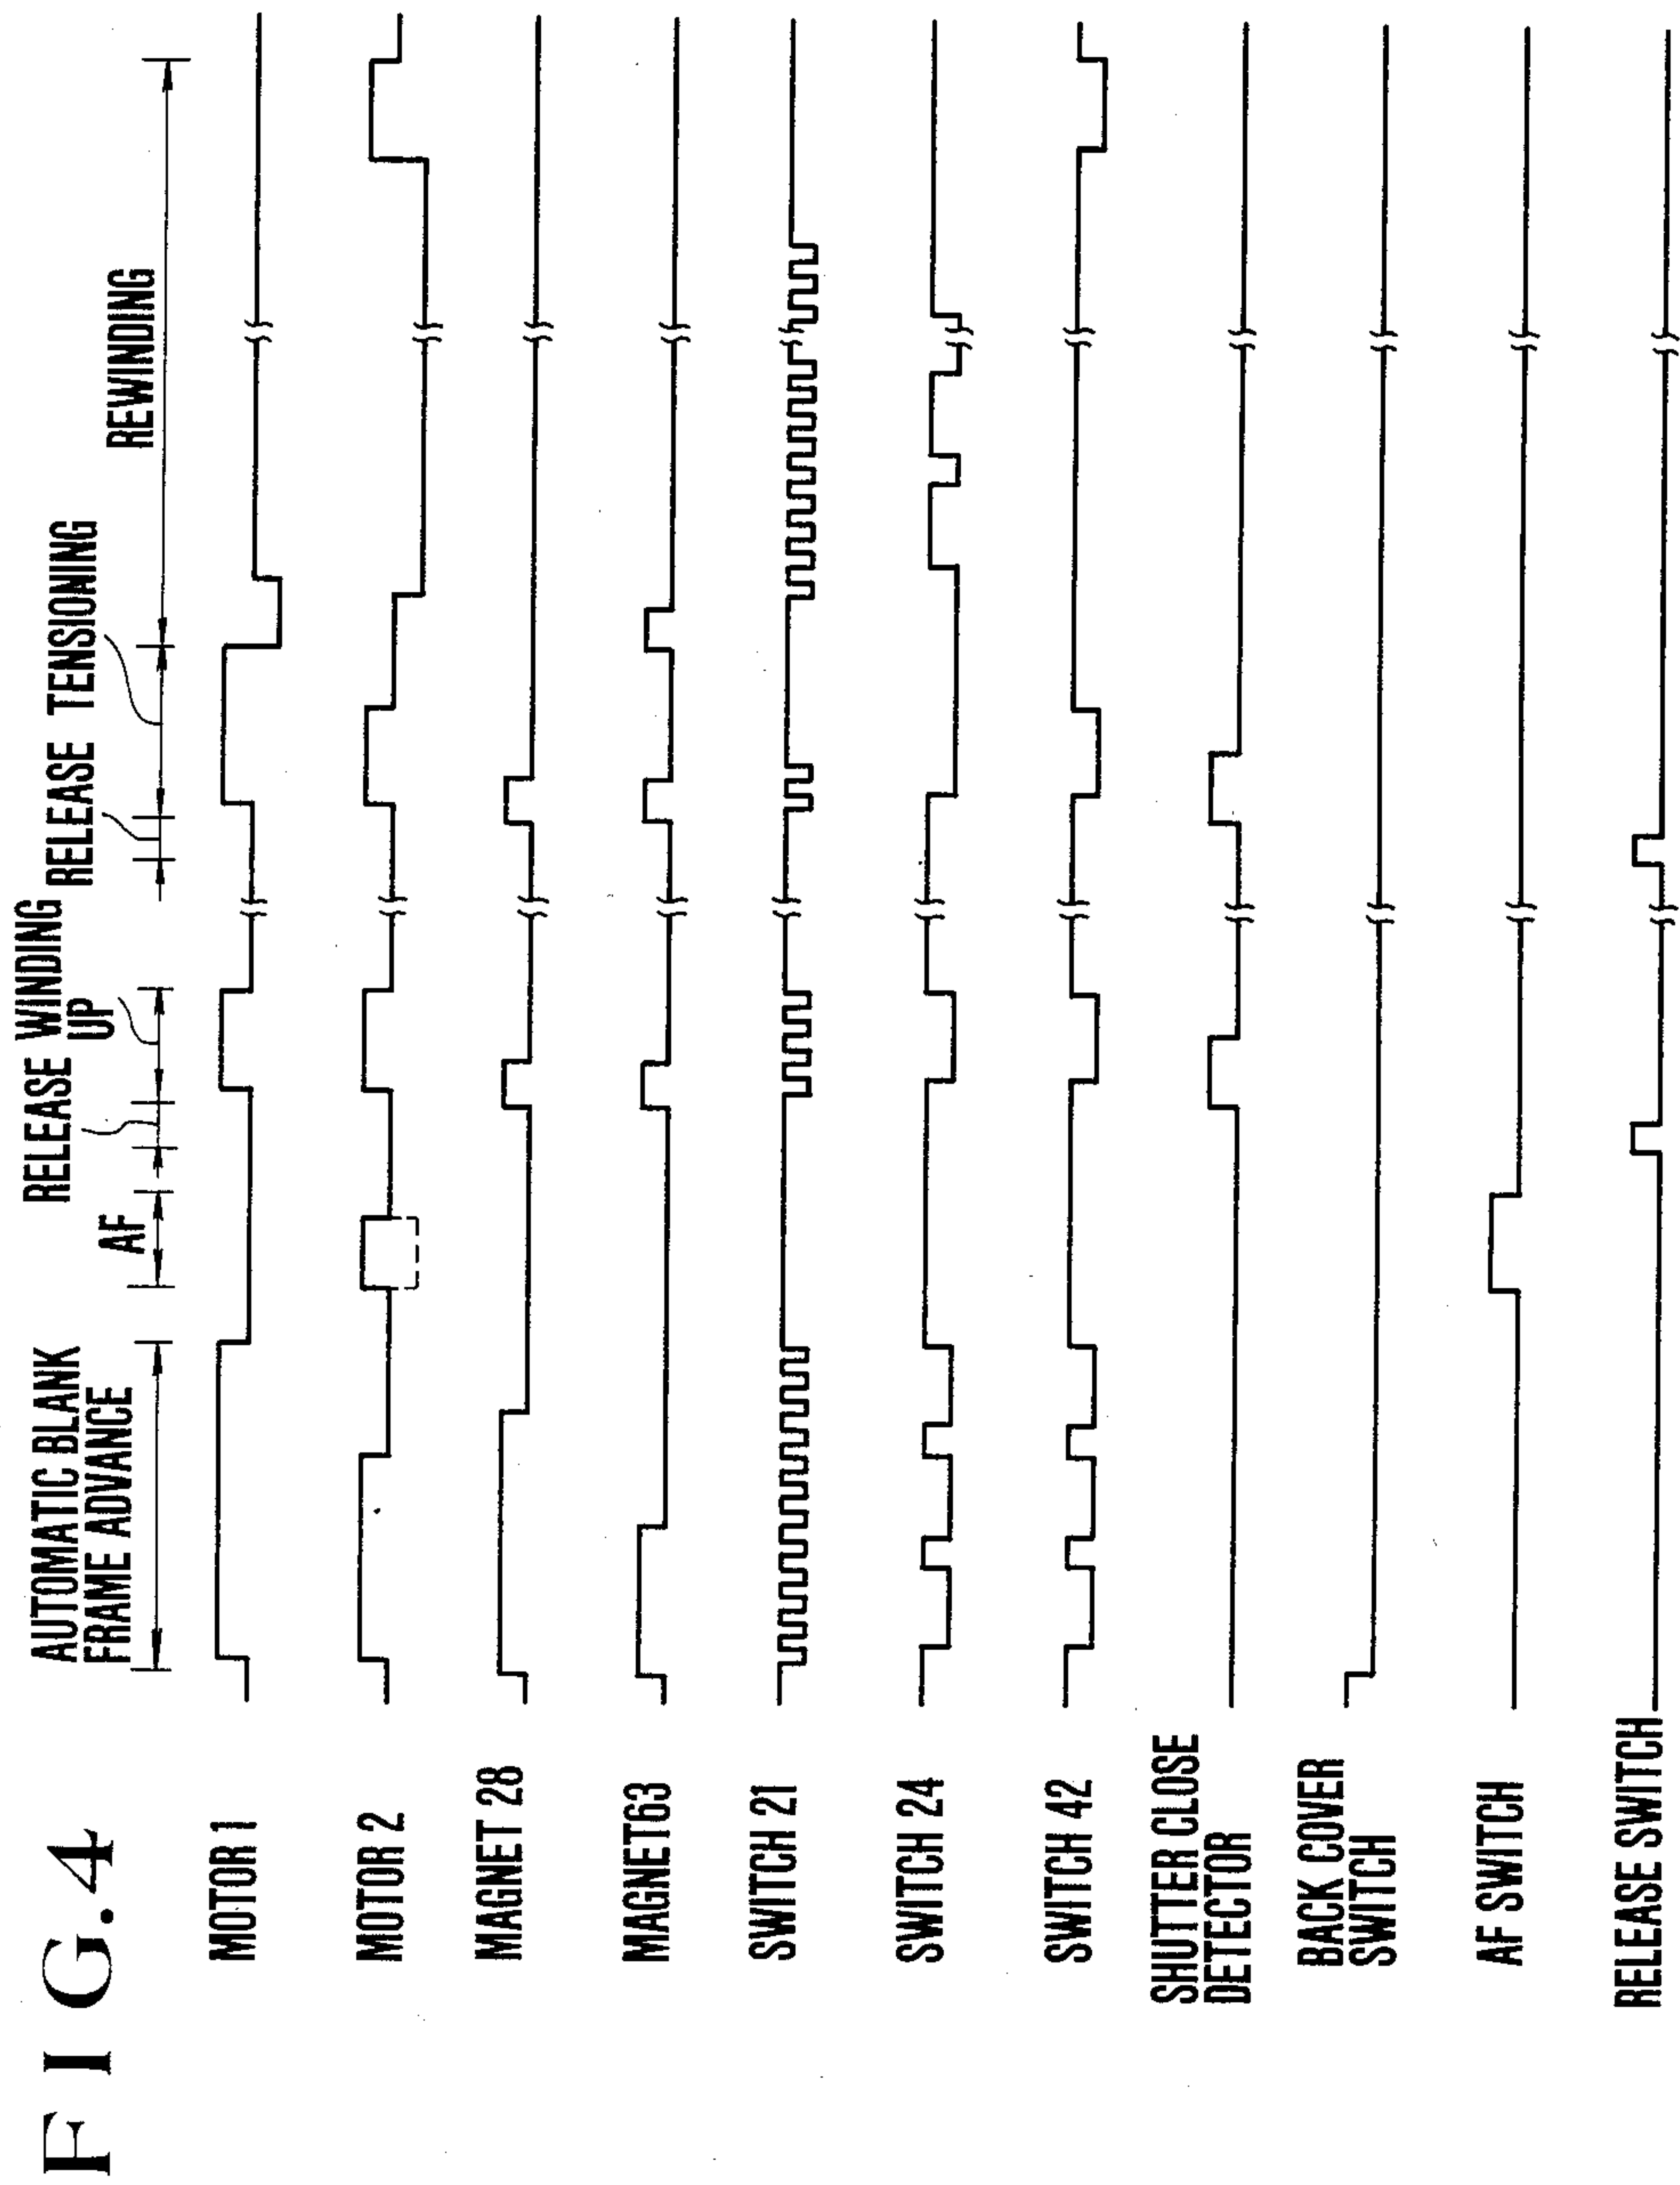 FIG.4
AUTOMATIC BLANK
FRAME ADVANCE
AF
RELEASE
WINDING
UP
RELEASE
TENSIONING
REWINDING
MOTOR 1
MOTOR 2
MAGNET 28
MAGNET63
SWITCH 21
SWITCH 24
SWITCH 42
SHUTTER CLOSE
DETECTOR
BACK COVER
SWITCH
AF SWITCH
RELEASE SWITCH